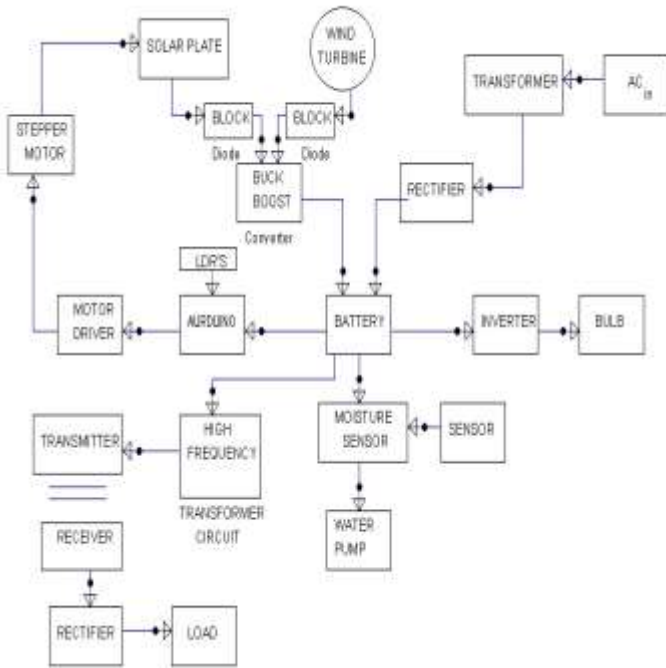 SOLAR PLATE
WIND
TURBINE
TRANSFORMER
AC in
STEPPER
MOTOR
BLOCK
BLOCK
Diode
Diode
BUCK
BOOST
Converter
RECTIFIER
LDR'S
MOTOR
DRIVER
AURDUINO
BATTERY
INVERTER
BULB
TRANSMITTER
HIGH
FREQUENCY
TRANSFORMER
CIRCUIT
MOISTURE
SENSOR
SENSOR
RECEIVER
WATER
PUMP
RECTIFIER
LOAD